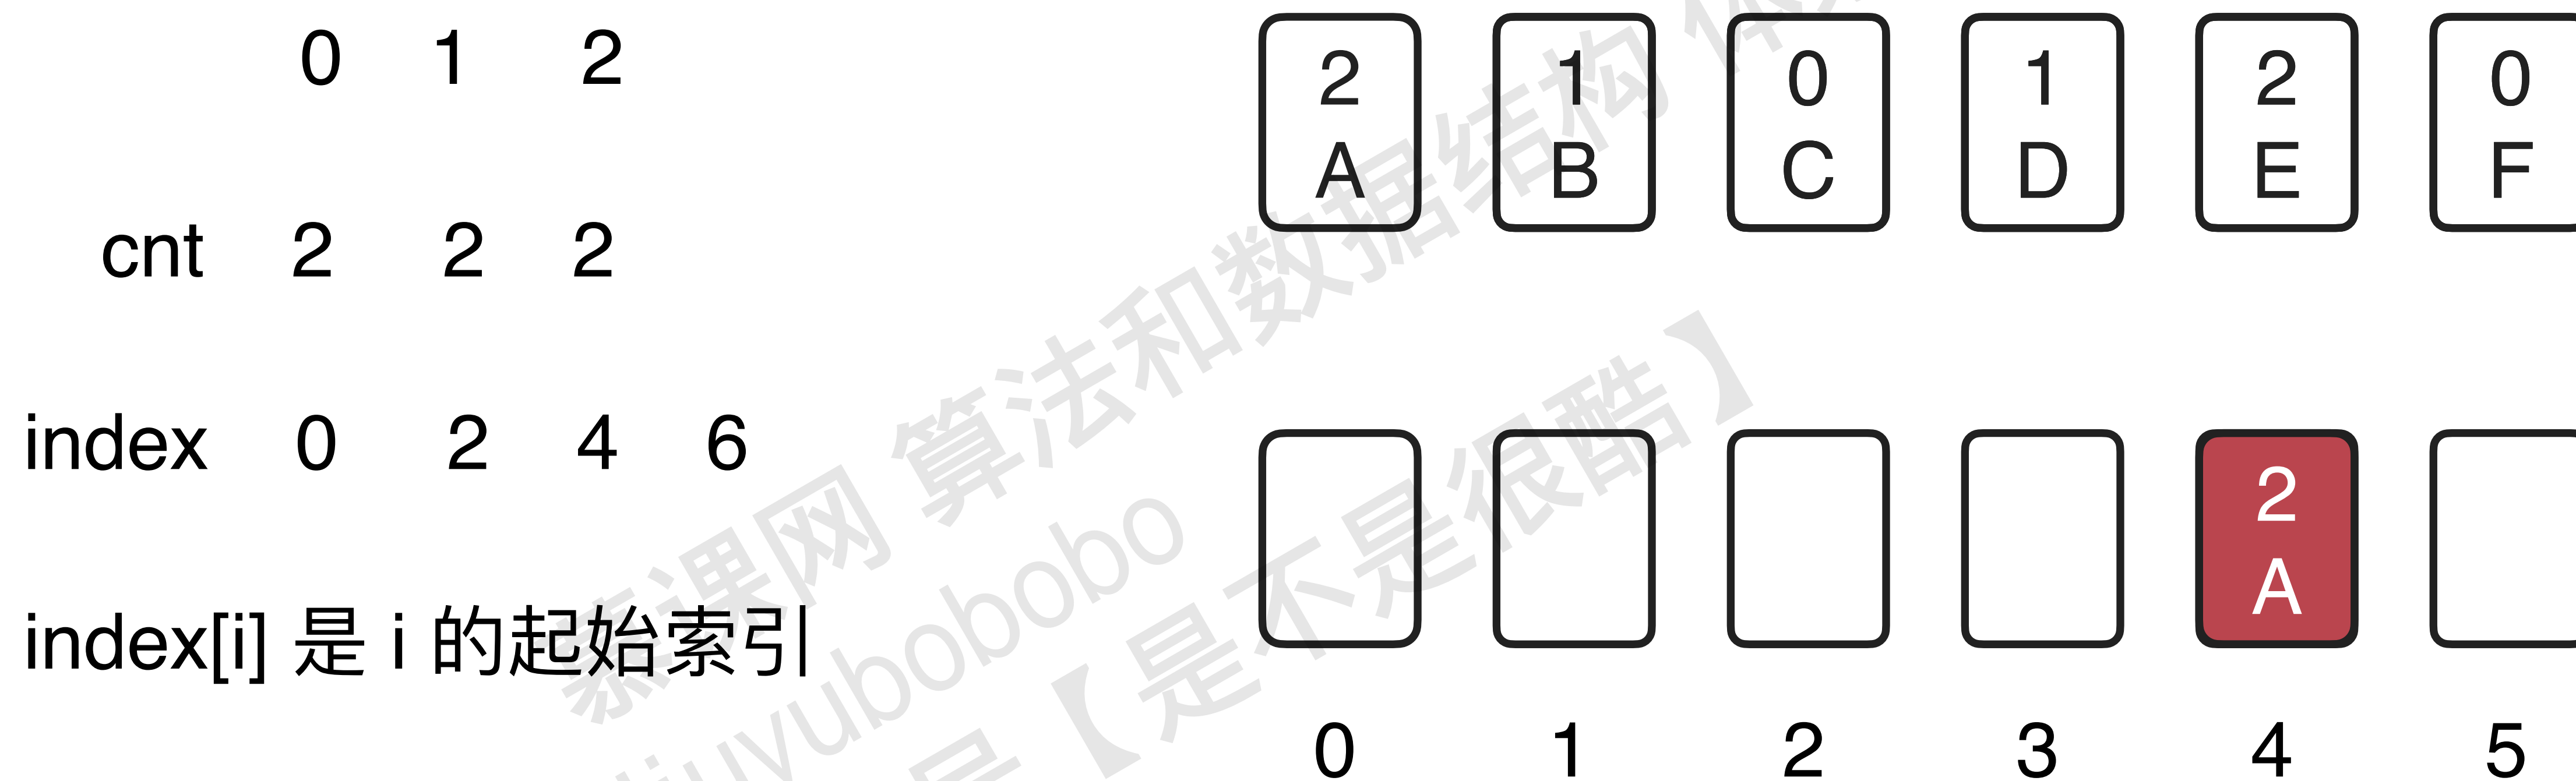 0 1 2
cnt 2 2 2
index 0 2 4 6
index[i] 是 i 的起始索引
2 1 0 1 2 0
A B C D E F
2
A
0 1 2 3 4 5
慕课网 算法和数据结构
liuyubobobo
【是不是很酷】